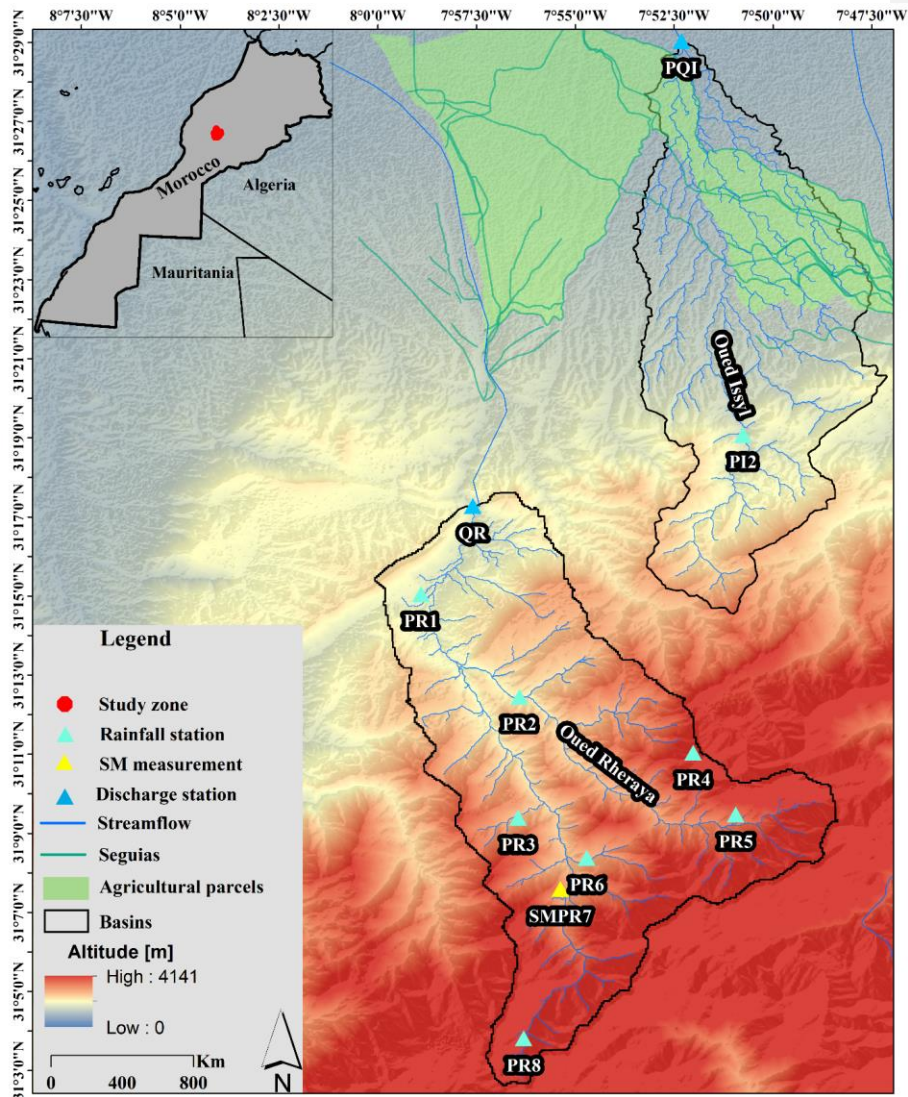 8°7'30"W 8°5'0"W 8°2'30"W 8°0'0" 7°57'30"W 7°55'0"W 7°52'30"W 7°50'0"W 7°47'30"W
31°29'0"N
31°27'0"N
31°25'0"N
31°23'0"N
31°21'0"N
31°19'0"N
31°17'0"N
31°15'0"N
31°13'0"N
31°11'0"N
31°9'0"N
31°7'0"N
31°5'0"N
31°3'0"N
Morocco
Algeria
Mauritania
PQI
Oued Issyl
PI2
QR
PR1
PR2
Oued Rheraya
PR4
PR3
PR5
PR6
SMPR7
PR8
Legend
Study zone
Rainfall station
SM measurement
Discharge station
Streamflow
Seguias
Agricultural parcels
Basins
Altitude [m]
High : 4141
Low : 0
Km
0 400 800
N